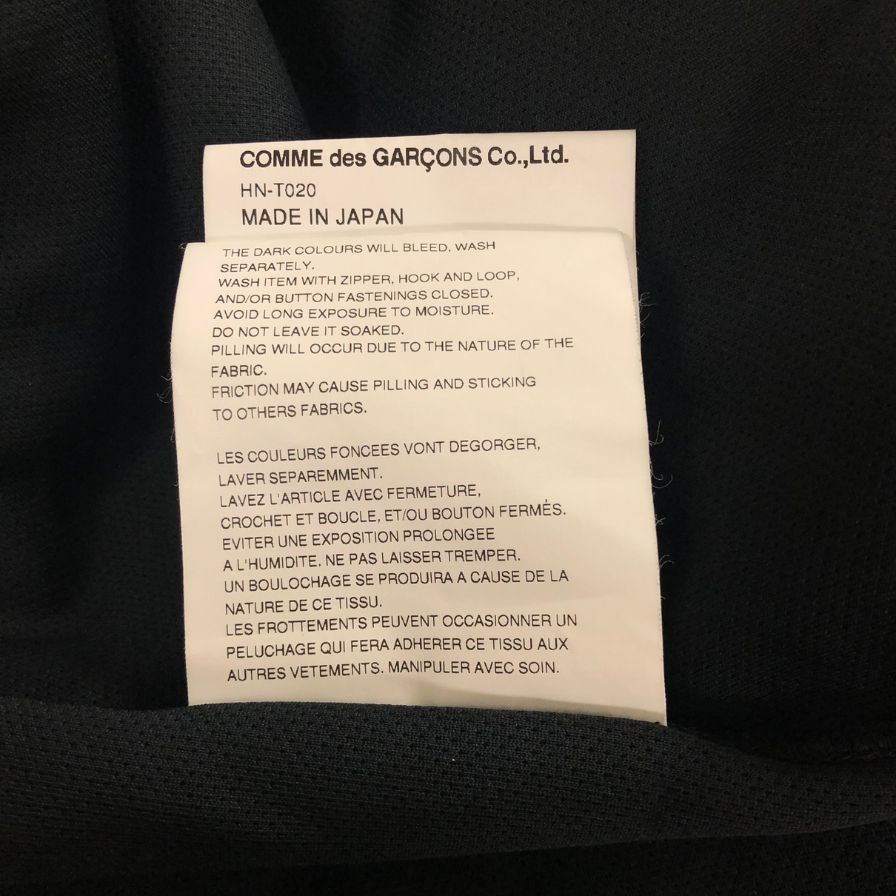 COMME des GARÇONS Co.,Ltd.
HN-T020
MADE IN JAPAN
THE DARK COLOURS WILL BLEED, WASH
SEPARATELY.
WASH ITEM WITH ZIPPER, HOOK AND LOOP,
AND/OR BUTTON FASTENINGS CLOSED.
AVOID LONG EXPOSURE TO MOISTURE.
DO NOT LEAVE IT SOAKED.
PILLING WILL OCCUR DUE TO THE NATURE OF THE
FABRIC.
FRICTION MAY CAUSE PILLING AND STICKING
TO OTHERS FABRICS.
LES COULEURS FONCEES VONT DEGORGER,
LAVER SEPAREMMENT.
LAVEZ L'ARTICLE AVEC FERMETURE,
CROCHET ET BOUCLE, ET/OU BOUTON FERMÉS.
EVITER UNE EXPOSITION PROLONGEE
A L'HUMIDITE. NE PAS LAISSER TREMPER.
UN BOULOCHAGE SE PRODUIRA A CAUSE DE LA
NATURE DE CE TISSU.
LES FROTTEMENTS PEUVENT OCCASIONNER UN
PELUCHAGE QUI FERA ADHERER CE TISSU AUX
AUTRES VETEMENTS. MANIPULER AVEC SOIN.